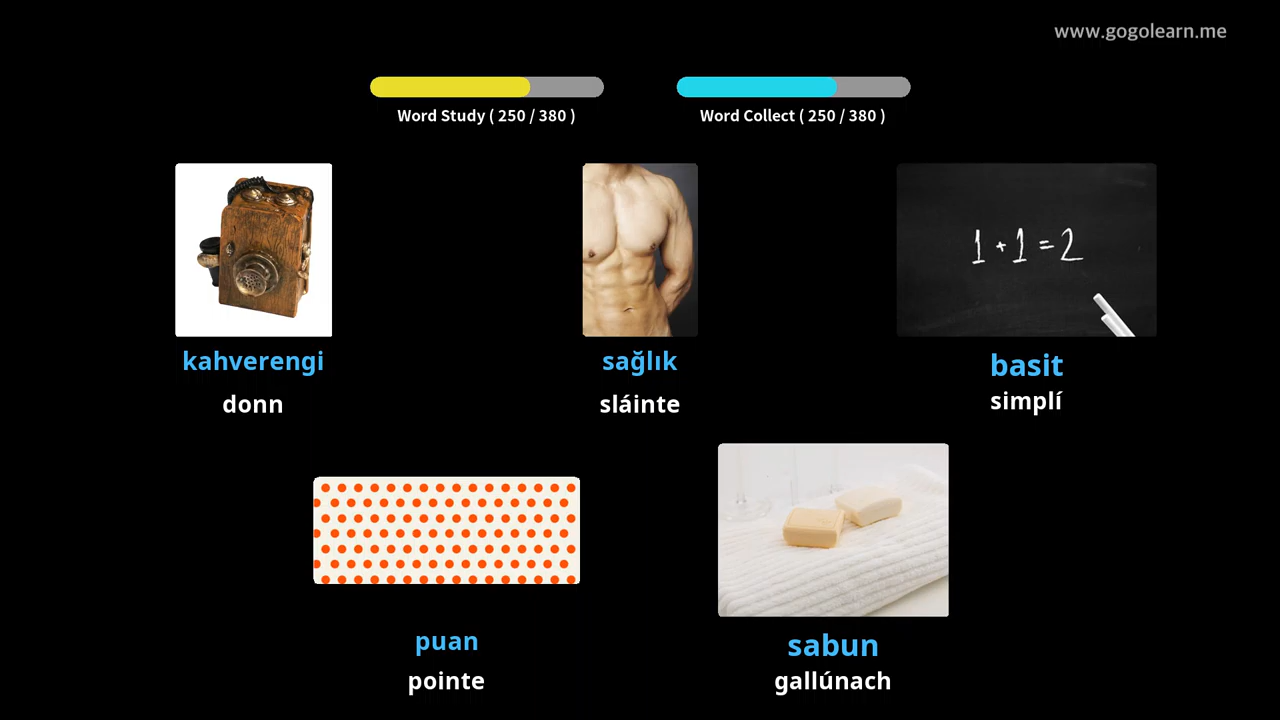 www.gogolearn.me
Word Study ( 250 / 380 )
Word Collect ( 250 / 380 )
kahverengi
donn
sağlık
sláinte
1 + 1 = 2
basit
simplí
puan
pointe
sabun
gallúnach